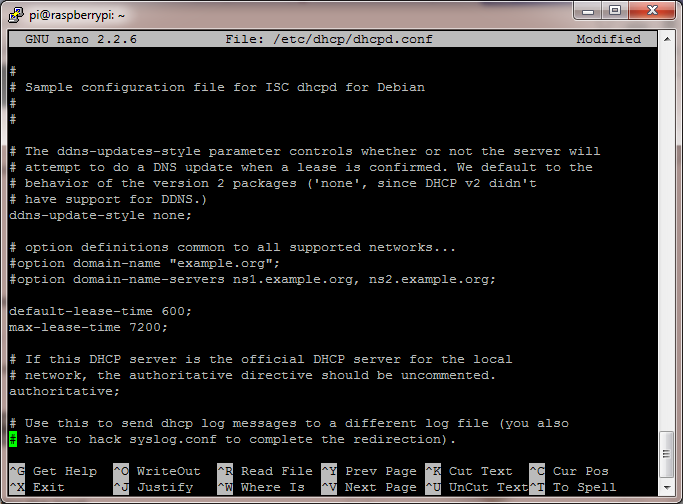 pi@raspberrypi: ~
GNU nano 2.2.6 File: /etc/dhcp/dhcpd.conf Modified
#
# Sample configuration file for ISC dhcpd for Debian
#
#
# The ddns-updates-style parameter controls whether or not the server will
# attempt to do a DNS update when a lease is confirmed. We default to the
# behavior of the version 2 packages ('none', since DHCP v2 didn't
# have support for DDNS.)
ddns-update-style none;
# option definitions common to all supported networks...
#option domain-name "example.org";
#option domain-name-servers ns1.example.org, ns2.example.org;
default-lease-time 600;
max-lease-time 7200;
# If this DHCP server is the official DHCP server for the local
# network, the authoritative directive should be uncommented.
authoritative;
# Use this to send dhcp log messages to a different log file (you also
# have to hack syslog.conf to complete the redirection).
^G Get Help ^O WriteOut ^R Read File ^Y Prev Page ^K Cut Text ^C Cur Pos
^X Exit ^J Justify ^W Where Is ^V Next Page ^U UnCut Text ^T To Spell